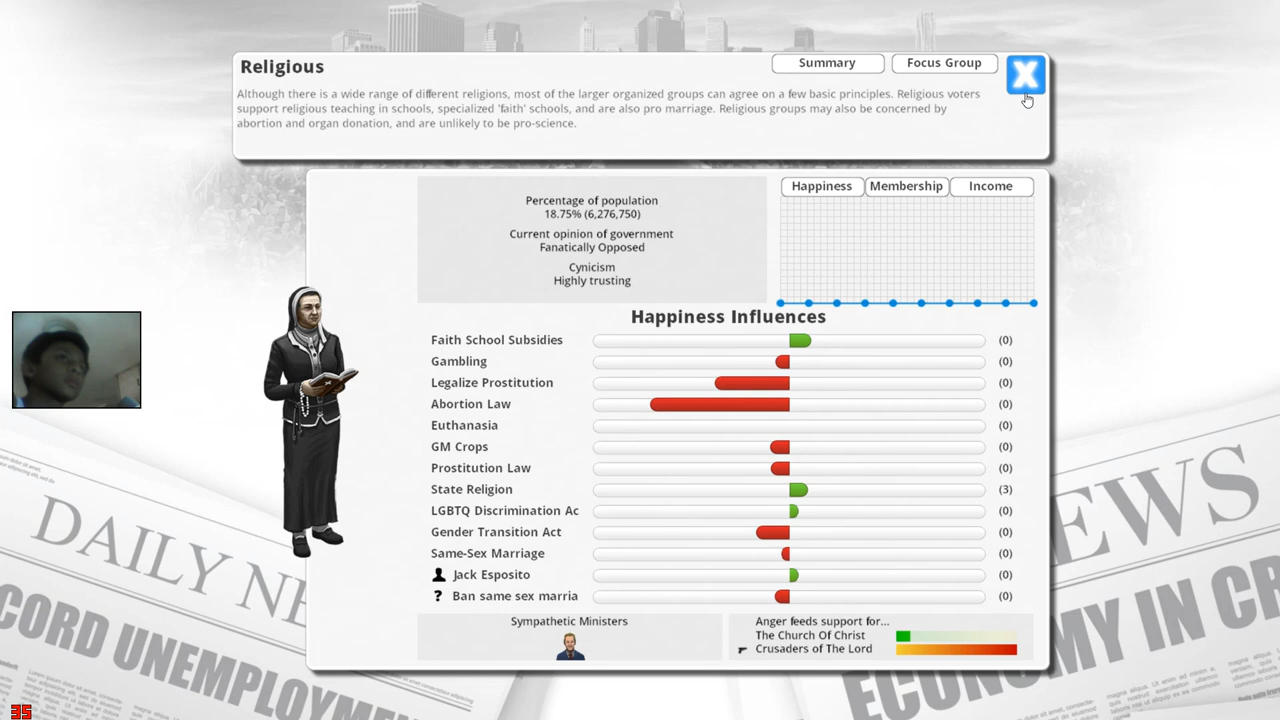 Religious
Summary
Focus Group
X
Although there is a wide range of different religions, most of the larger organized groups can agree on a few basic principles. Religious voters
support religious teaching in schools, specialized 'faith' schools, and are also pro marriage. Religious groups may also be concerned by
abortion and organ donation, and are unlikely to be pro-science.
Percentage of population
18.75% (6,276,750)
Current opinion of government
Fanatically Opposed
Cynicism
Highly trusting
Happiness
Membership
Income
Happiness Influences
Faith School Subsidies (0)
Gambling (0)
Legalize Prostitution (0)
Abortion Law (0)
Euthanasia (0)
GM Crops (0)
Prostitution Law (0)
State Religion (3)
LGBTQ Discrimination Ac (0)
Gender Transition Act (0)
Same-Sex Marriage (0)
Jack Esposito (0)
? Ban same sex marria (0)
Sympathetic Ministers
Anger feeds support for...
The Church Of Christ
Crusaders of The Lord
DAILY NE
CORD UNEMPLOYM
EWS
ECONOMY IN CR
35